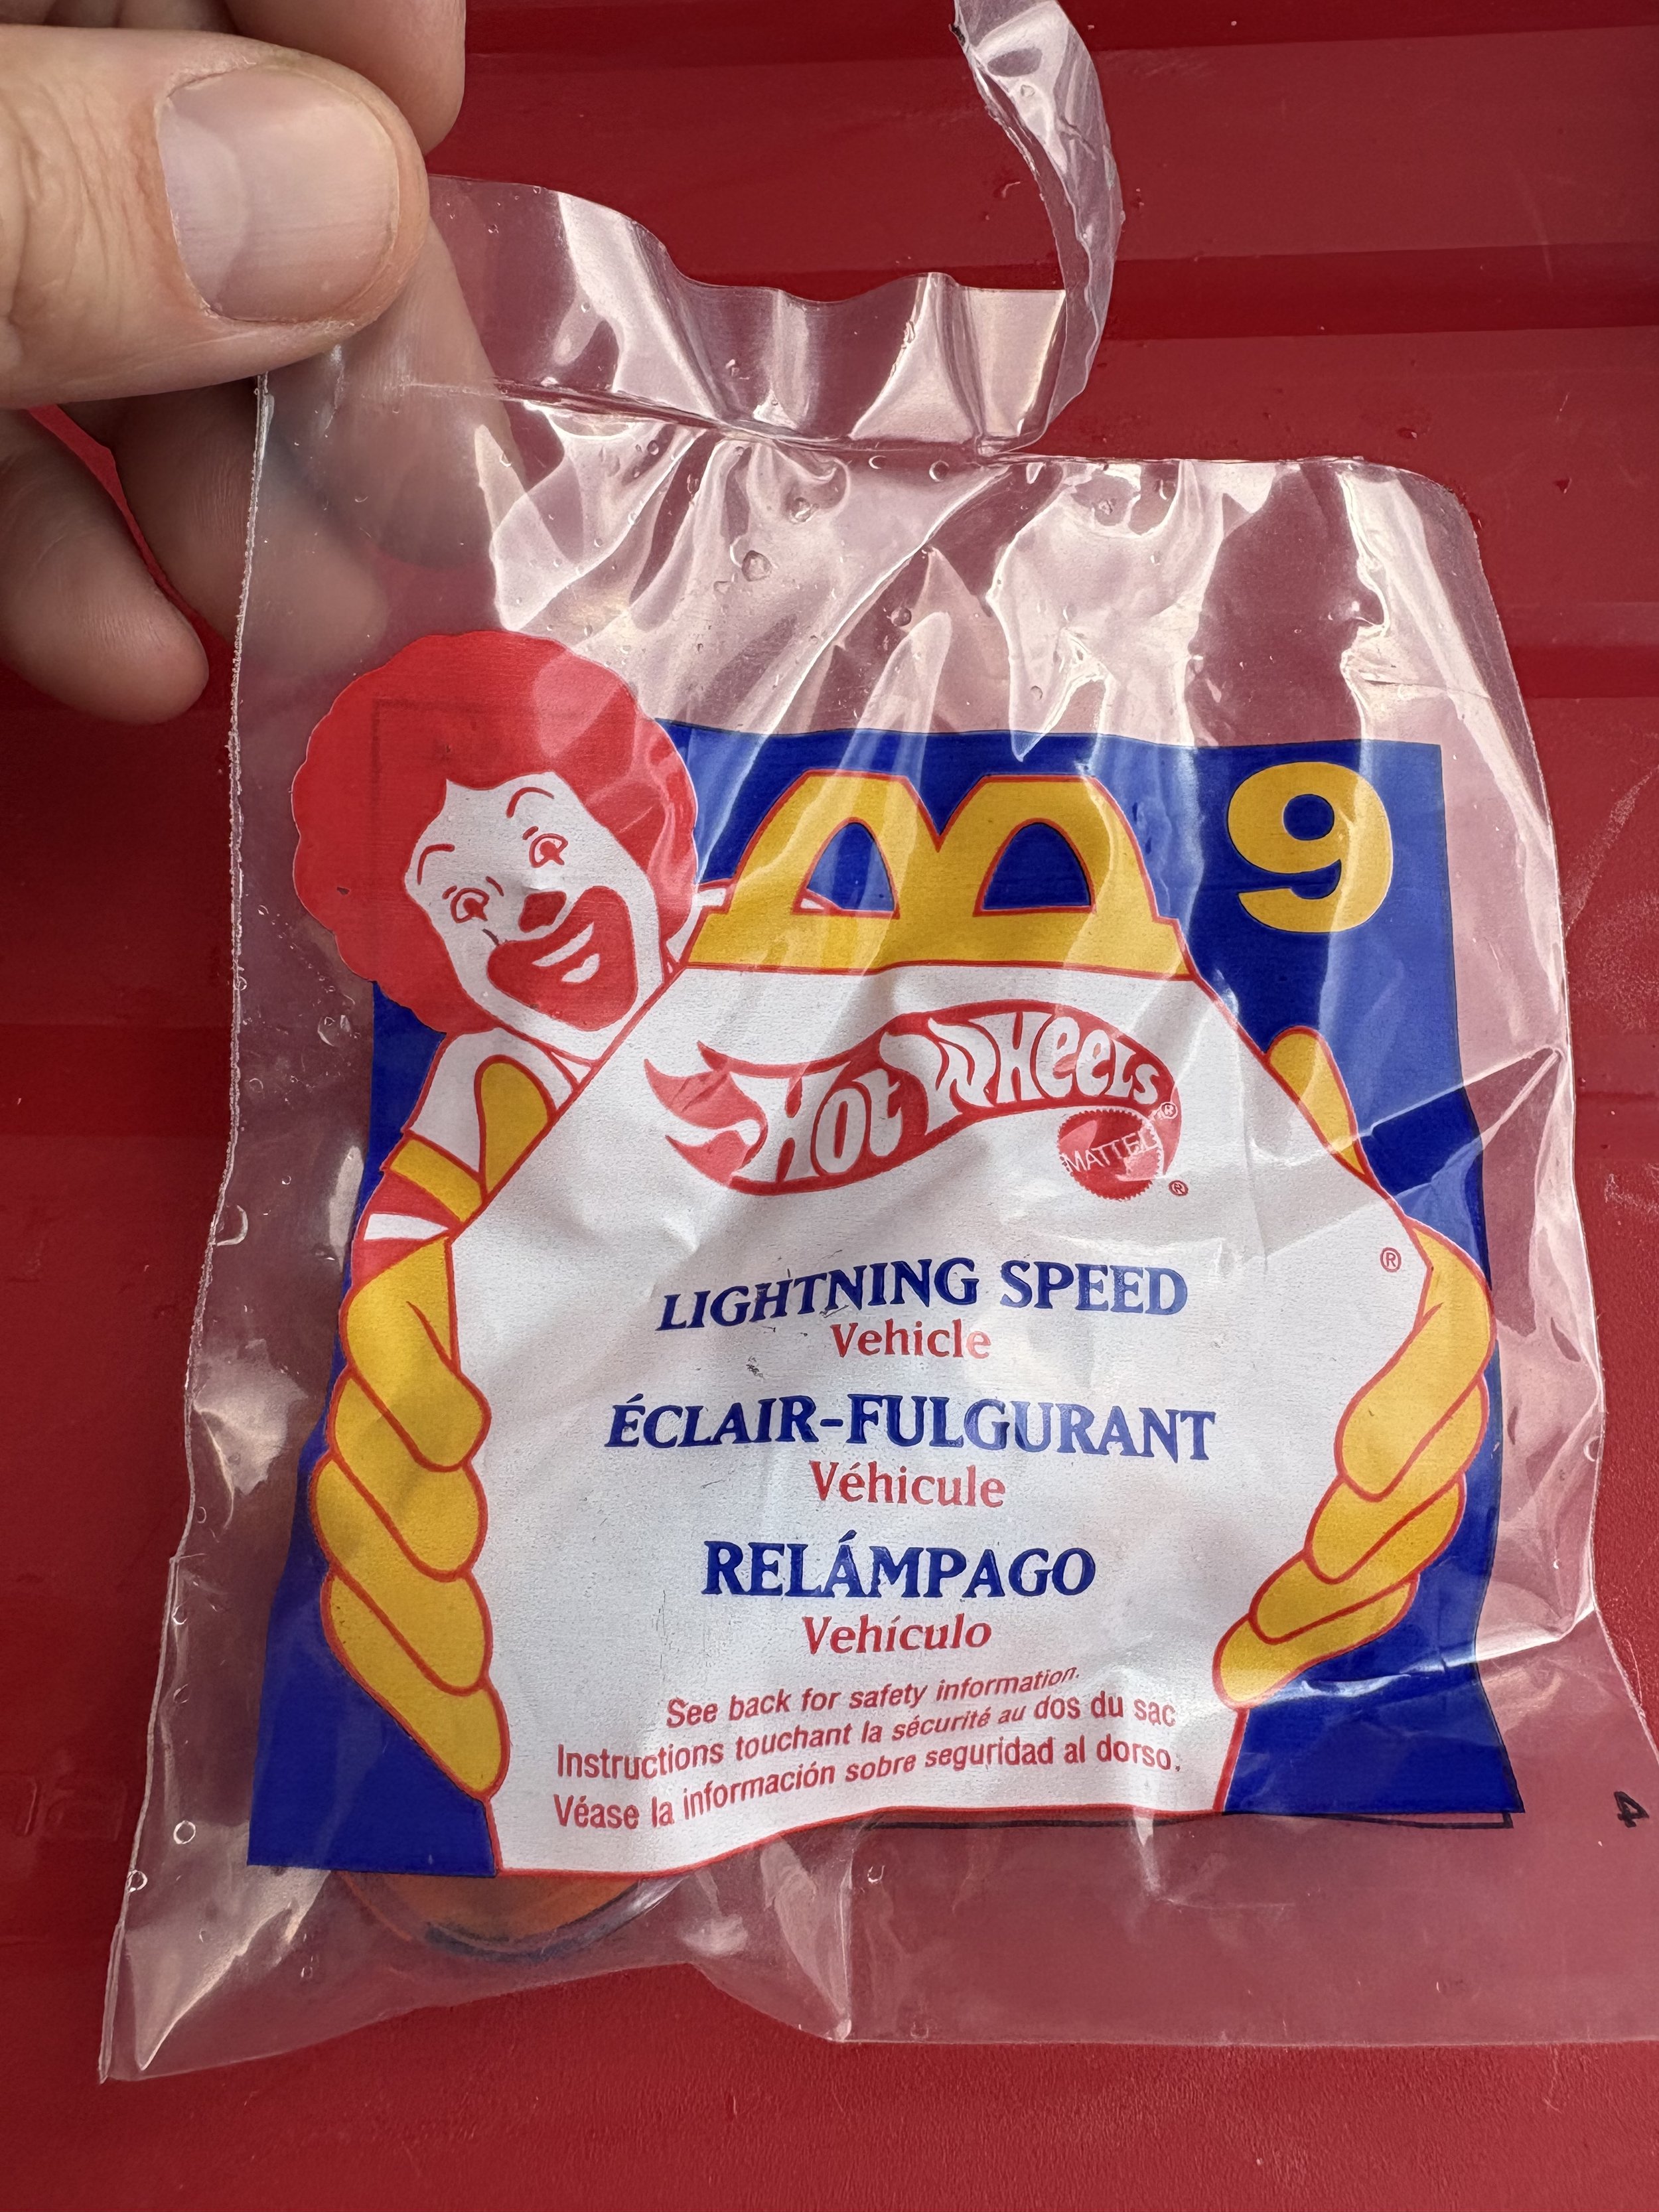 9
Hot Wheels®
MATTEL
®
LIGHTNING SPEED
®
Vehicle
ÉCLAIR-FULGURANT
Véhicule
RELÁMPAGO
Vehículo
See back for safety information.
Instructions touchant la sécurité au dos du sac
Véase la información sobre seguridad al dorso.
4